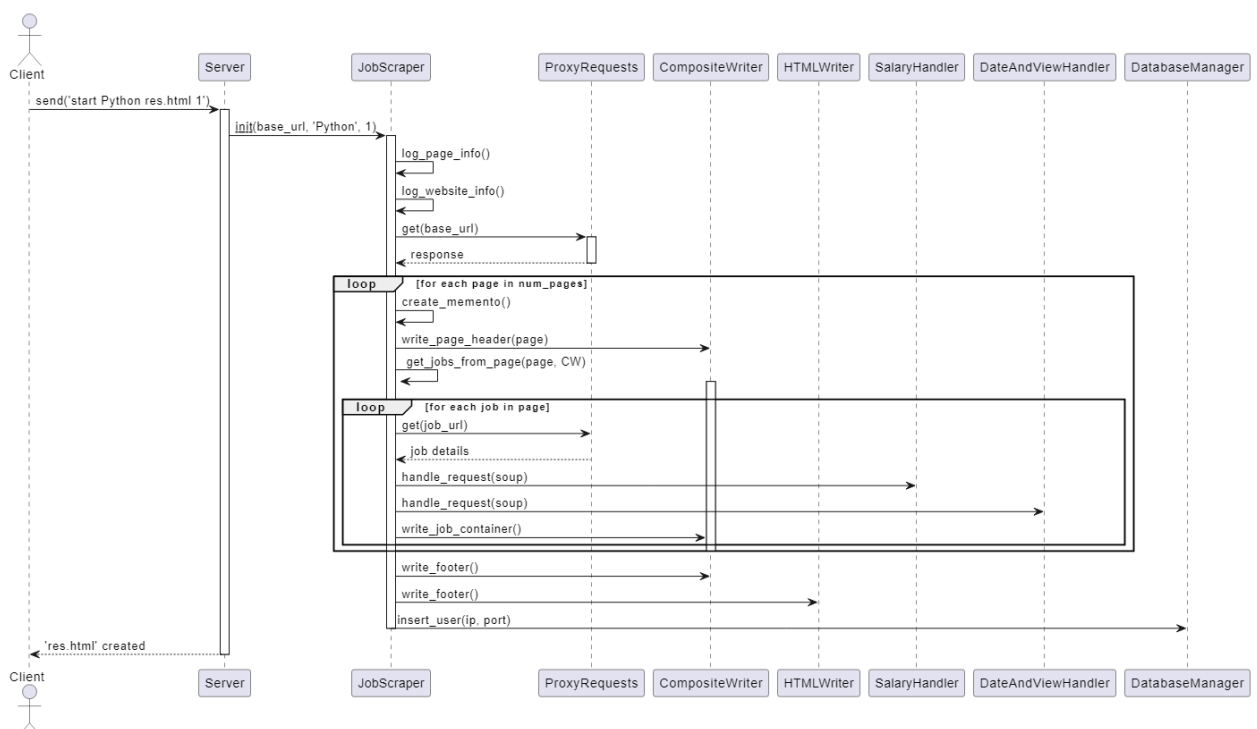 Client
Server
JobScraper
ProxyRequests
CompositeWriter
HTMLWriter
SalaryHandler
DateAndViewHandler
DatabaseManager
send('start Python res.html 1')
init(base_url, 'Python', 1)
log_page_info()
log_website_info()
get(base_url)
response
loop
[for each page in num_pages]
create_memento()
write_page_header(page)
get_jobs_from_page(page, CW)
loop
[for each job in page]
get(job_url)
job details
handle_request(soup)
handle_request(soup)
write_job_container()
write_footer()
write_footer()
insert_user(ip, port)
'res.html' created
Client
Server
JobScraper
ProxyRequests
CompositeWriter
HTMLWriter
SalaryHandler
DateAndViewHandler
DatabaseManager